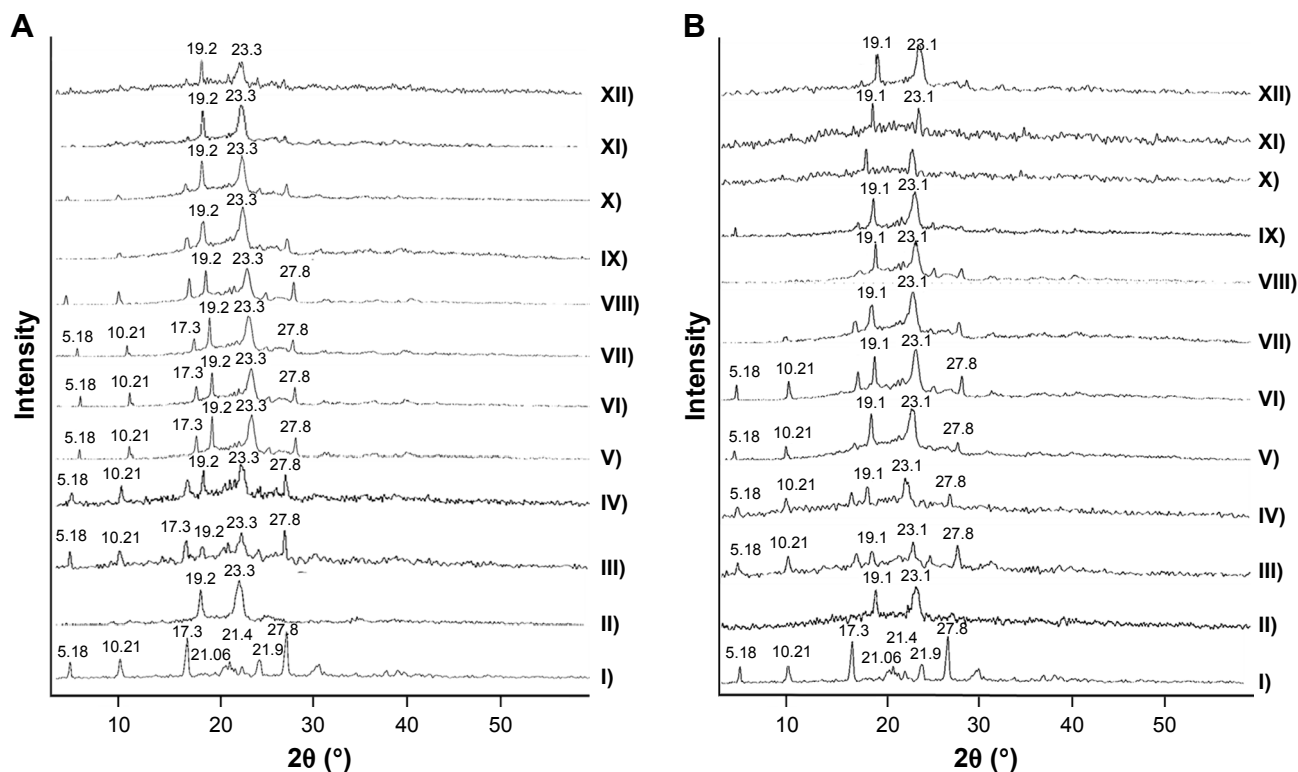 A
19.2 23.3
XII)
19.2 23.3
XI)
19.2 23.3
X)
19.2 23.3
IX)
19.2 23.3
27.8
VIII)
19.2 23.3
5.18 10.21 17.3 27.8
VII)
19.2 23.3
5.18 10.21 17.3 27.8
VI)
19.2 23.3
5.18 10.21 17.3 27.8
V)
19.2 23.3
5.18 10.21 27.8
IV)
5.18 10.21 17.3 19.2 23.3 27.8
III)
19.2 23.3
II)
17.3 21.4 27.8
5.18 10.21 21.06 21.9
I)
Intensity
10 20 30 40 50
2θ (°)
B
19.1 23.1
XII)
19.1 23.1
XI)
X)
19.1 23.1
IX)
19.1 23.1
VIII)
19.1 23.1
VII)
19.1 23.1
5.18 10.21 27.8
VI)
19.1 23.1
5.18 10.21 27.8
V)
19.1 23.1
5.18 10.21 27.8
IV)
19.1 23.1
5.18 10.21 27.8
III)
19.1 23.1
II)
17.3 21.4 27.8
5.18 10.21 21.06 21.9
I)
Intensity
10 20 30 40 50
2θ (°)